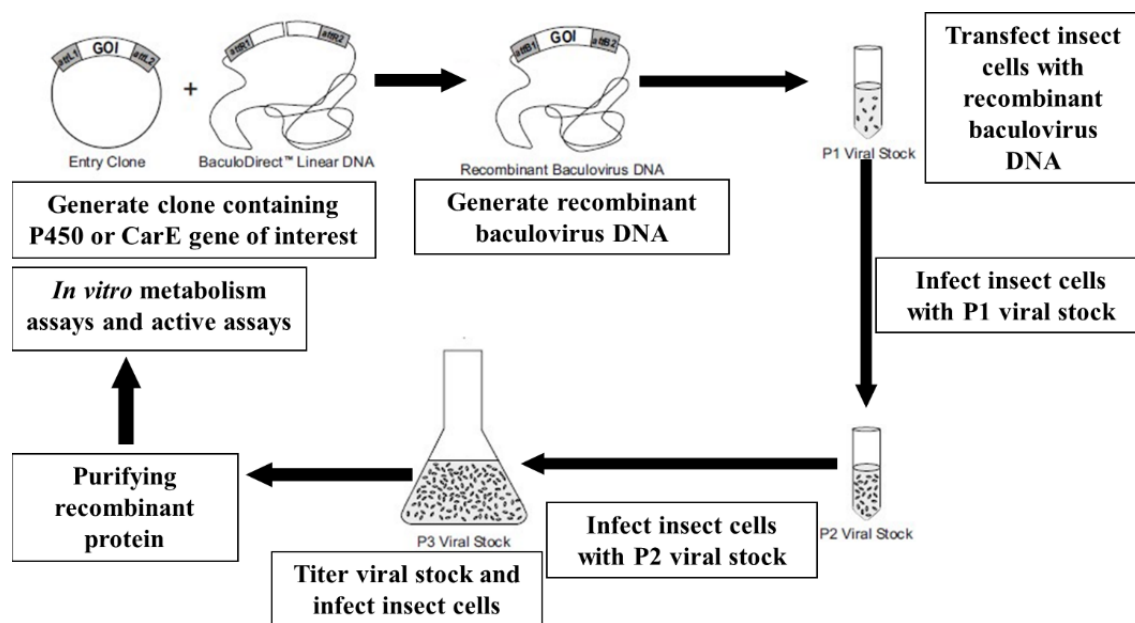 attL1 GOI attL2
+
attR1 attR2
attB1 GOI attB2
Entry Clone
BaculoDirect™ Linear DNA
Recombinant Baculovirus DNA
P1 Viral Stock
Transfect insect
cells with
recombinant
baculovirus
DNA
Generate clone containing
P450 or CarE gene of interest
Generate recombinant
baculovirus DNA
Infect insect cells
with P1 viral stock
In vitro metabolism
assays and active assays
Purifying
recombinant
protein
P3 Viral Stock
Titer viral stock and
infect insect cells
Infect insect cells
with P2 viral stock
P2 Viral Stock